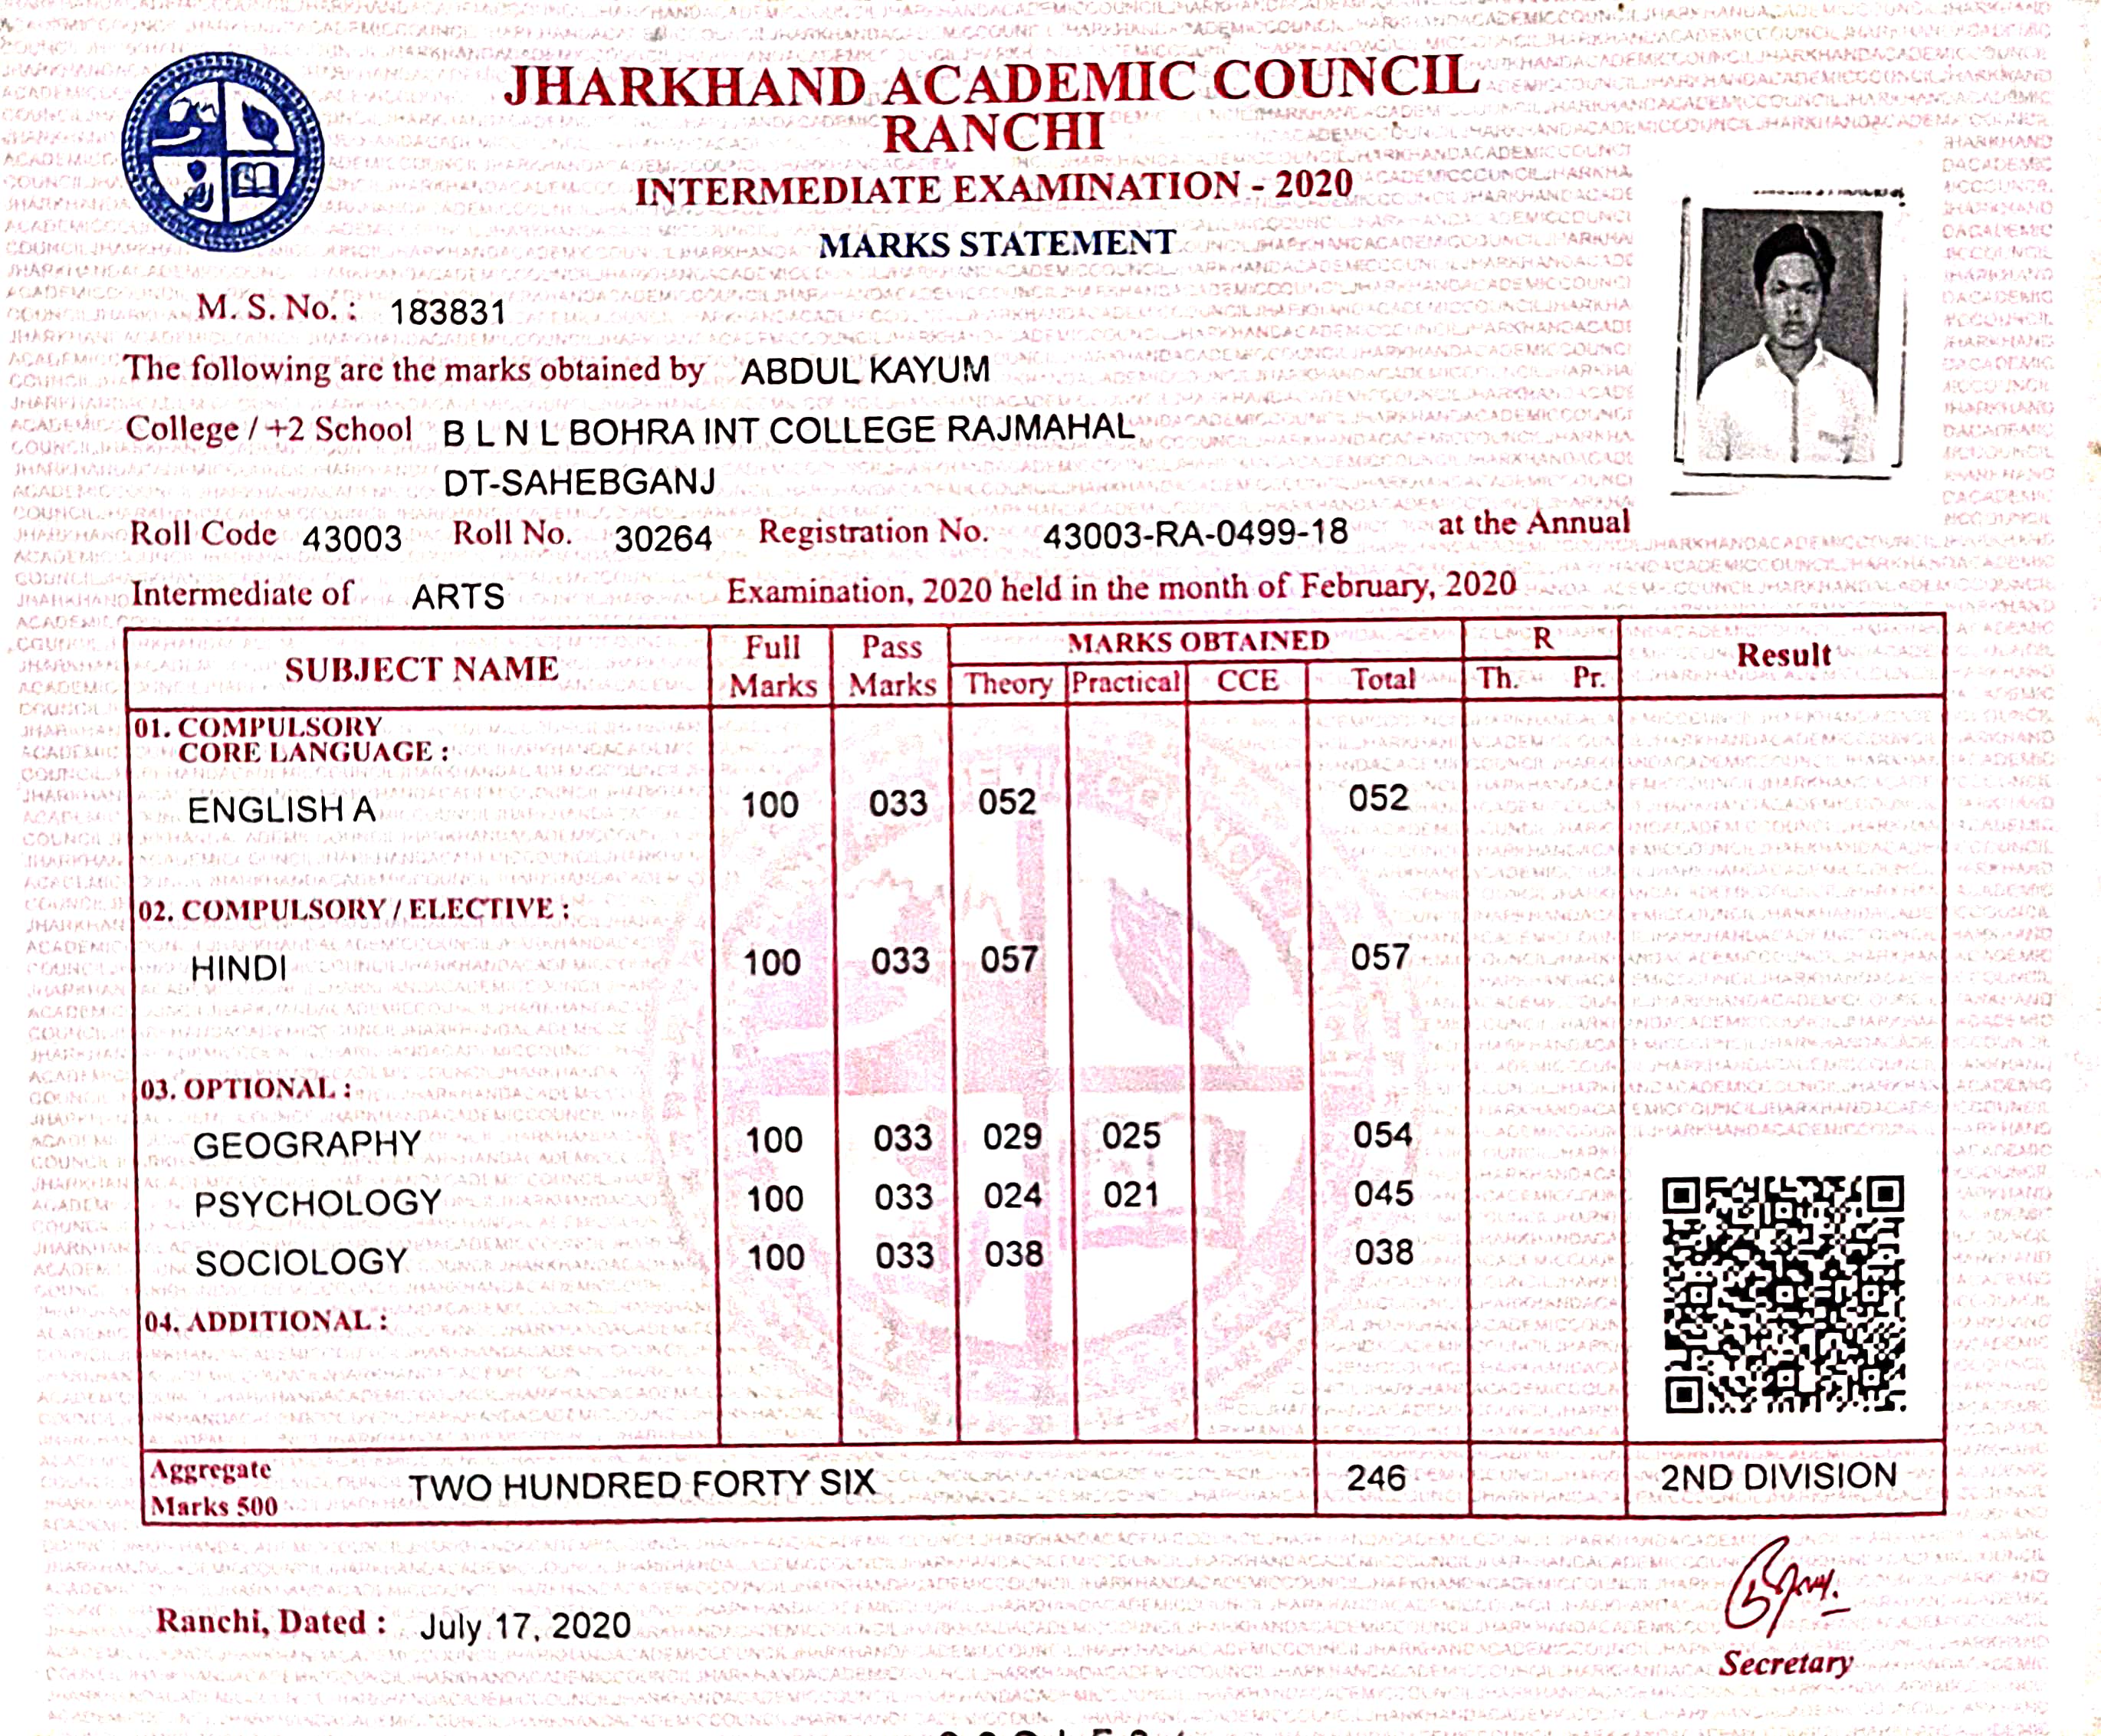 JHARKHAND ACADEMIC COUNCIL
RANCHI
INTERMEDIATE EXAMINATION - 2020
MARKS STATEMENT
M. S. No. : 183831
The following are the marks obtained by ABDUL KAYUM
College / +2 School B L N L BOHRA INT COLLEGE RAJMAHAL
DT-SAHEBGANJ
Roll Code 43003 Roll No. 30264 Registration No. 43003-RA-0499-18 at the Annual
Intermediate of ARTS Examination, 2020 held in the month of February, 2020
SUBJECT NAME Full Marks Pass Marks MARKS OBTAINED R Result
Theory Practical CCE Total Th. Pr.
01. COMPULSORY
CORE LANGUAGE :
ENGLISH A 100 033 052 052
02. COMPULSORY / ELECTIVE :
HINDI 100 033 057 057
03. OPTIONAL :
GEOGRAPHY 100 033 029 025 054
PSYCHOLOGY 100 033 024 021 045
SOCIOLOGY 100 033 038 038
04. ADDITIONAL :
Aggregate Marks 500 TWO HUNDRED FORTY SIX 246 2ND DIVISION
Ranchi, Dated : July 17, 2020
Secretary